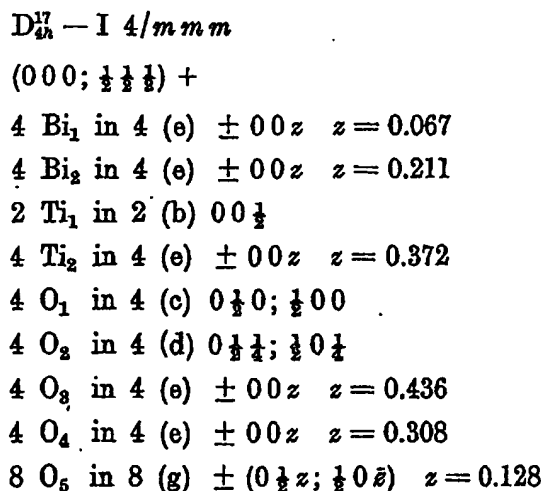 D¹⁷₄ₕ — I 4/m m m
(0 0 0; ½ ½ ½) +
4 Bi₁ in 4 (e) ± 0 0 z z = 0.067
4 Bi₂ in 4 (e) ± 0 0 z z = 0.211
2 Ti₁ in 2 (b) 0 0 ½
4 Ti₂ in 4 (e) ± 0 0 z z = 0.372
4 O₁ in 4 (c) 0 ½ 0; ½ 0 0
4 O₂ in 4 (d) 0 ½ ¼; ½ 0 ¼
4 O₃ in 4 (e) ± 0 0 z z = 0.436
4 O₄ in 4 (e) ± 0 0 z z = 0.308
8 O₅ in 8 (g) ± (0 ½ z; ½ 0 z̄) z = 0.128